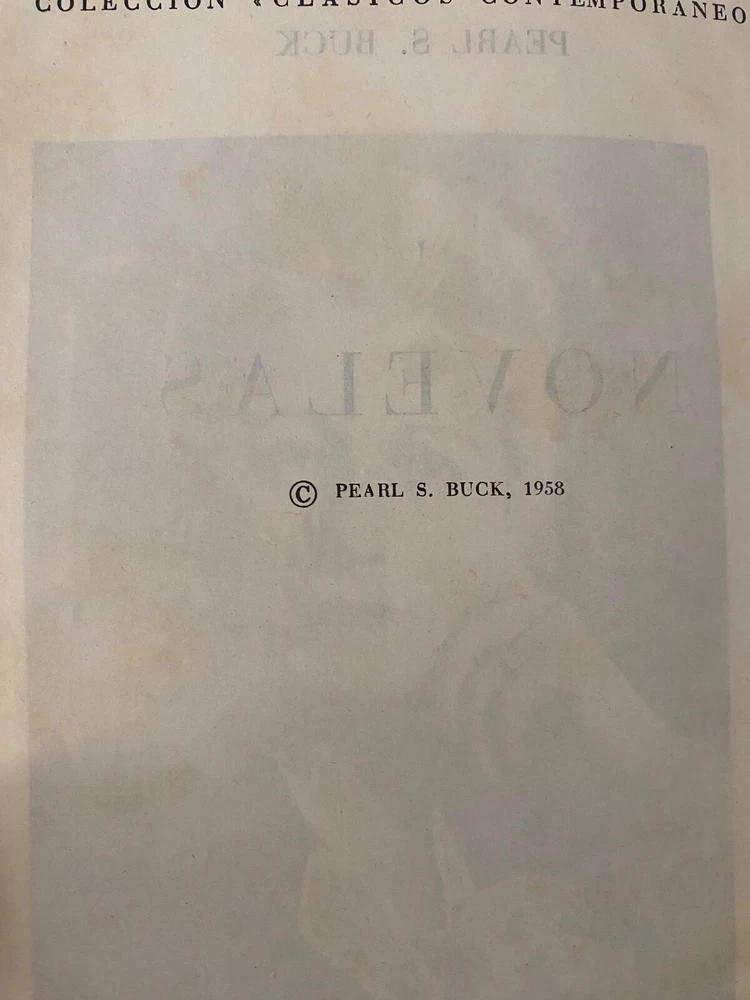 COLECCIÓN «CLÁSICOS CONTEMPORÁNEO
PEARL S. BUCK
NOVELAS
© PEARL S. BUCK, 1958